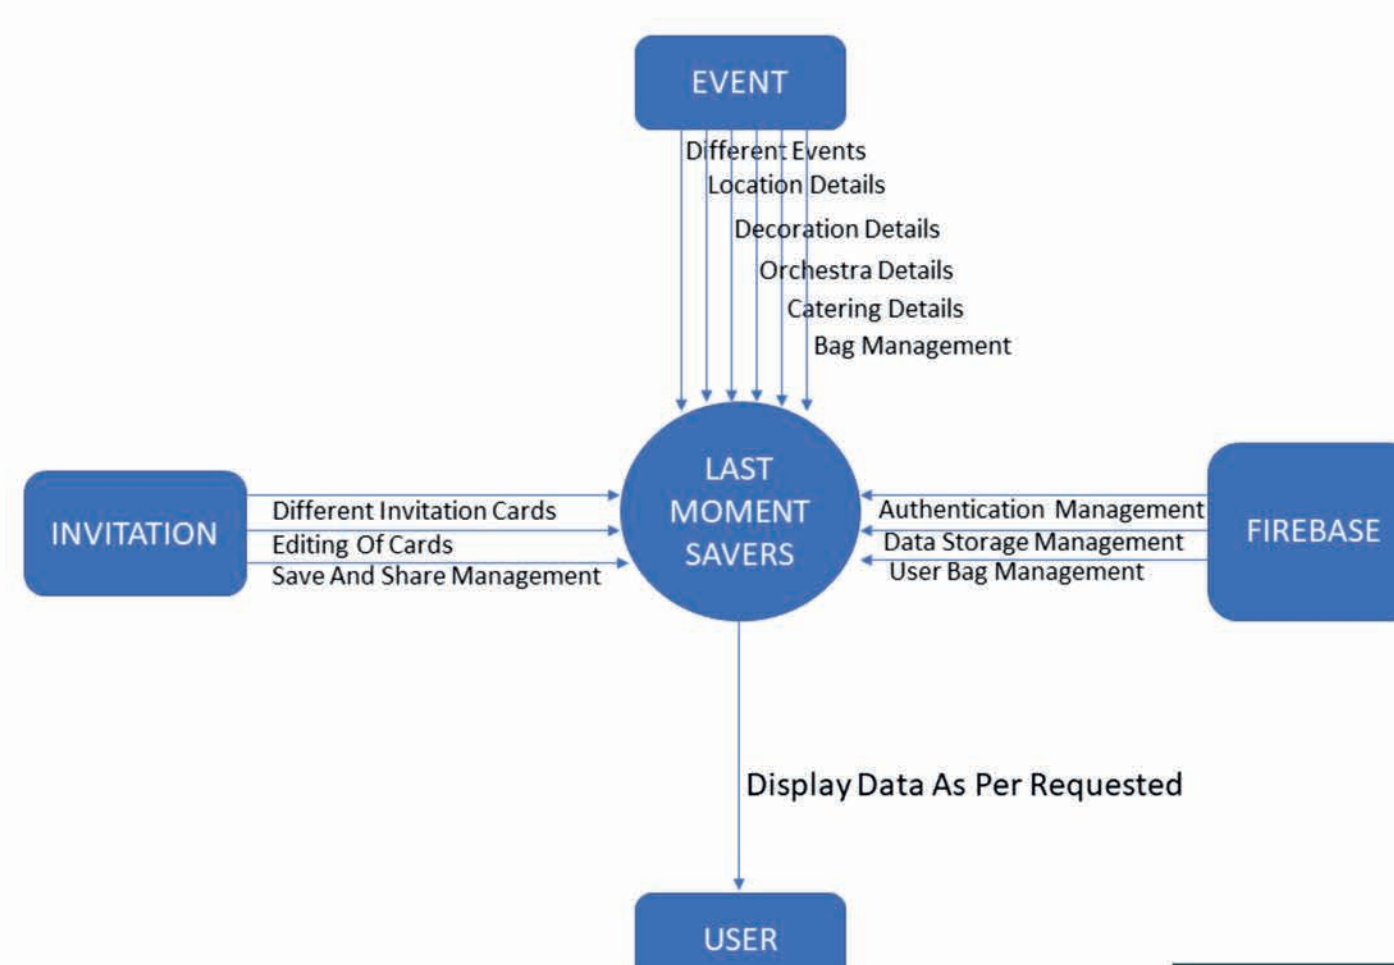 EVENT
Different Events
Location Details
Decoration Details
Orchestra Details
Catering Details
Bag Management
LAST
MOMENT
SAVERS
INVITATION
Different Invitation Cards
Editing Of Cards
Save And Share Management
Authentication Management
Data Storage Management
User Bag Management
FIREBASE
Display Data As Per Requested
USER